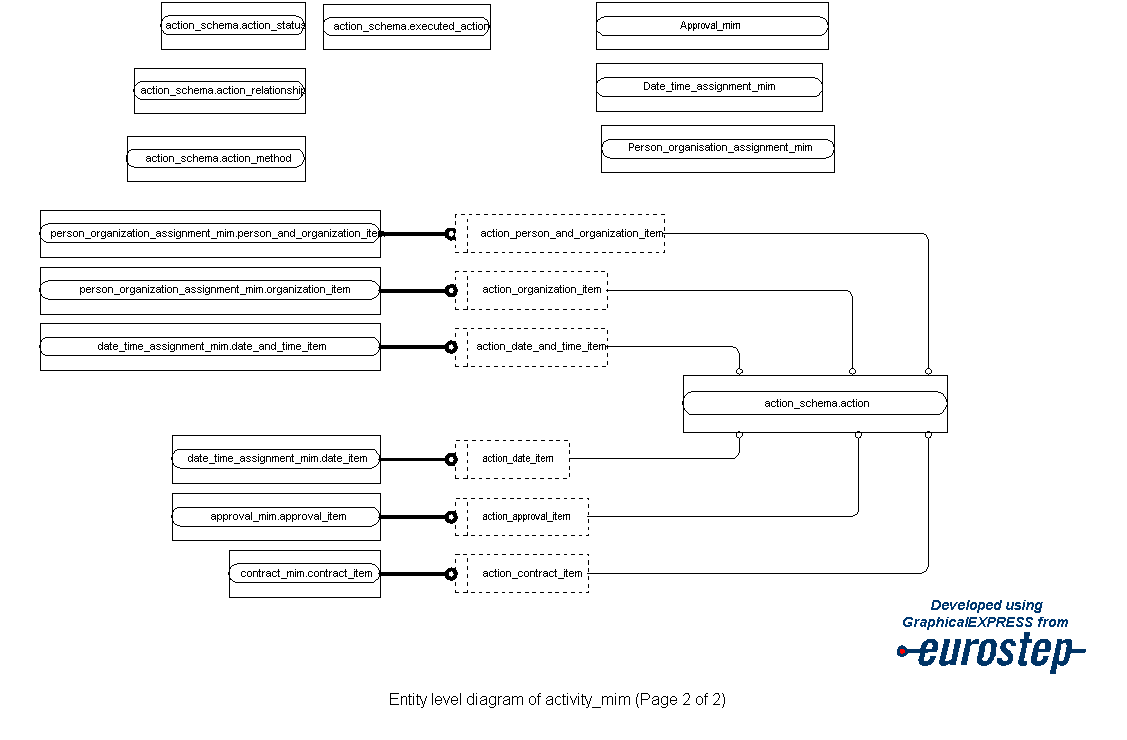 action_schema.action_status
action_schema.executed_action
Approval_mim
action_schema.action_relationship
Date_time_assignment_mim
action_schema.action_method
Person_organisation_assignment_mim
person_organization_assignment_mim.person_and_organization_item
action_person_and_organization_item
person_organization_assignment_mim.organization_item
action_organization_item
date_time_assignment_mim.date_and_time_item
action_date_and_time_item
action_schema.action
date_time_assignment_mim.date_item
action_date_item
approval_mim.approval_item
action_approval_item
contract_mim.contract_item
action_contract_item
Developed using
GraphicalEXPRESS from
eurostep
Entity level diagram of activity_mim (Page 2 of 2)